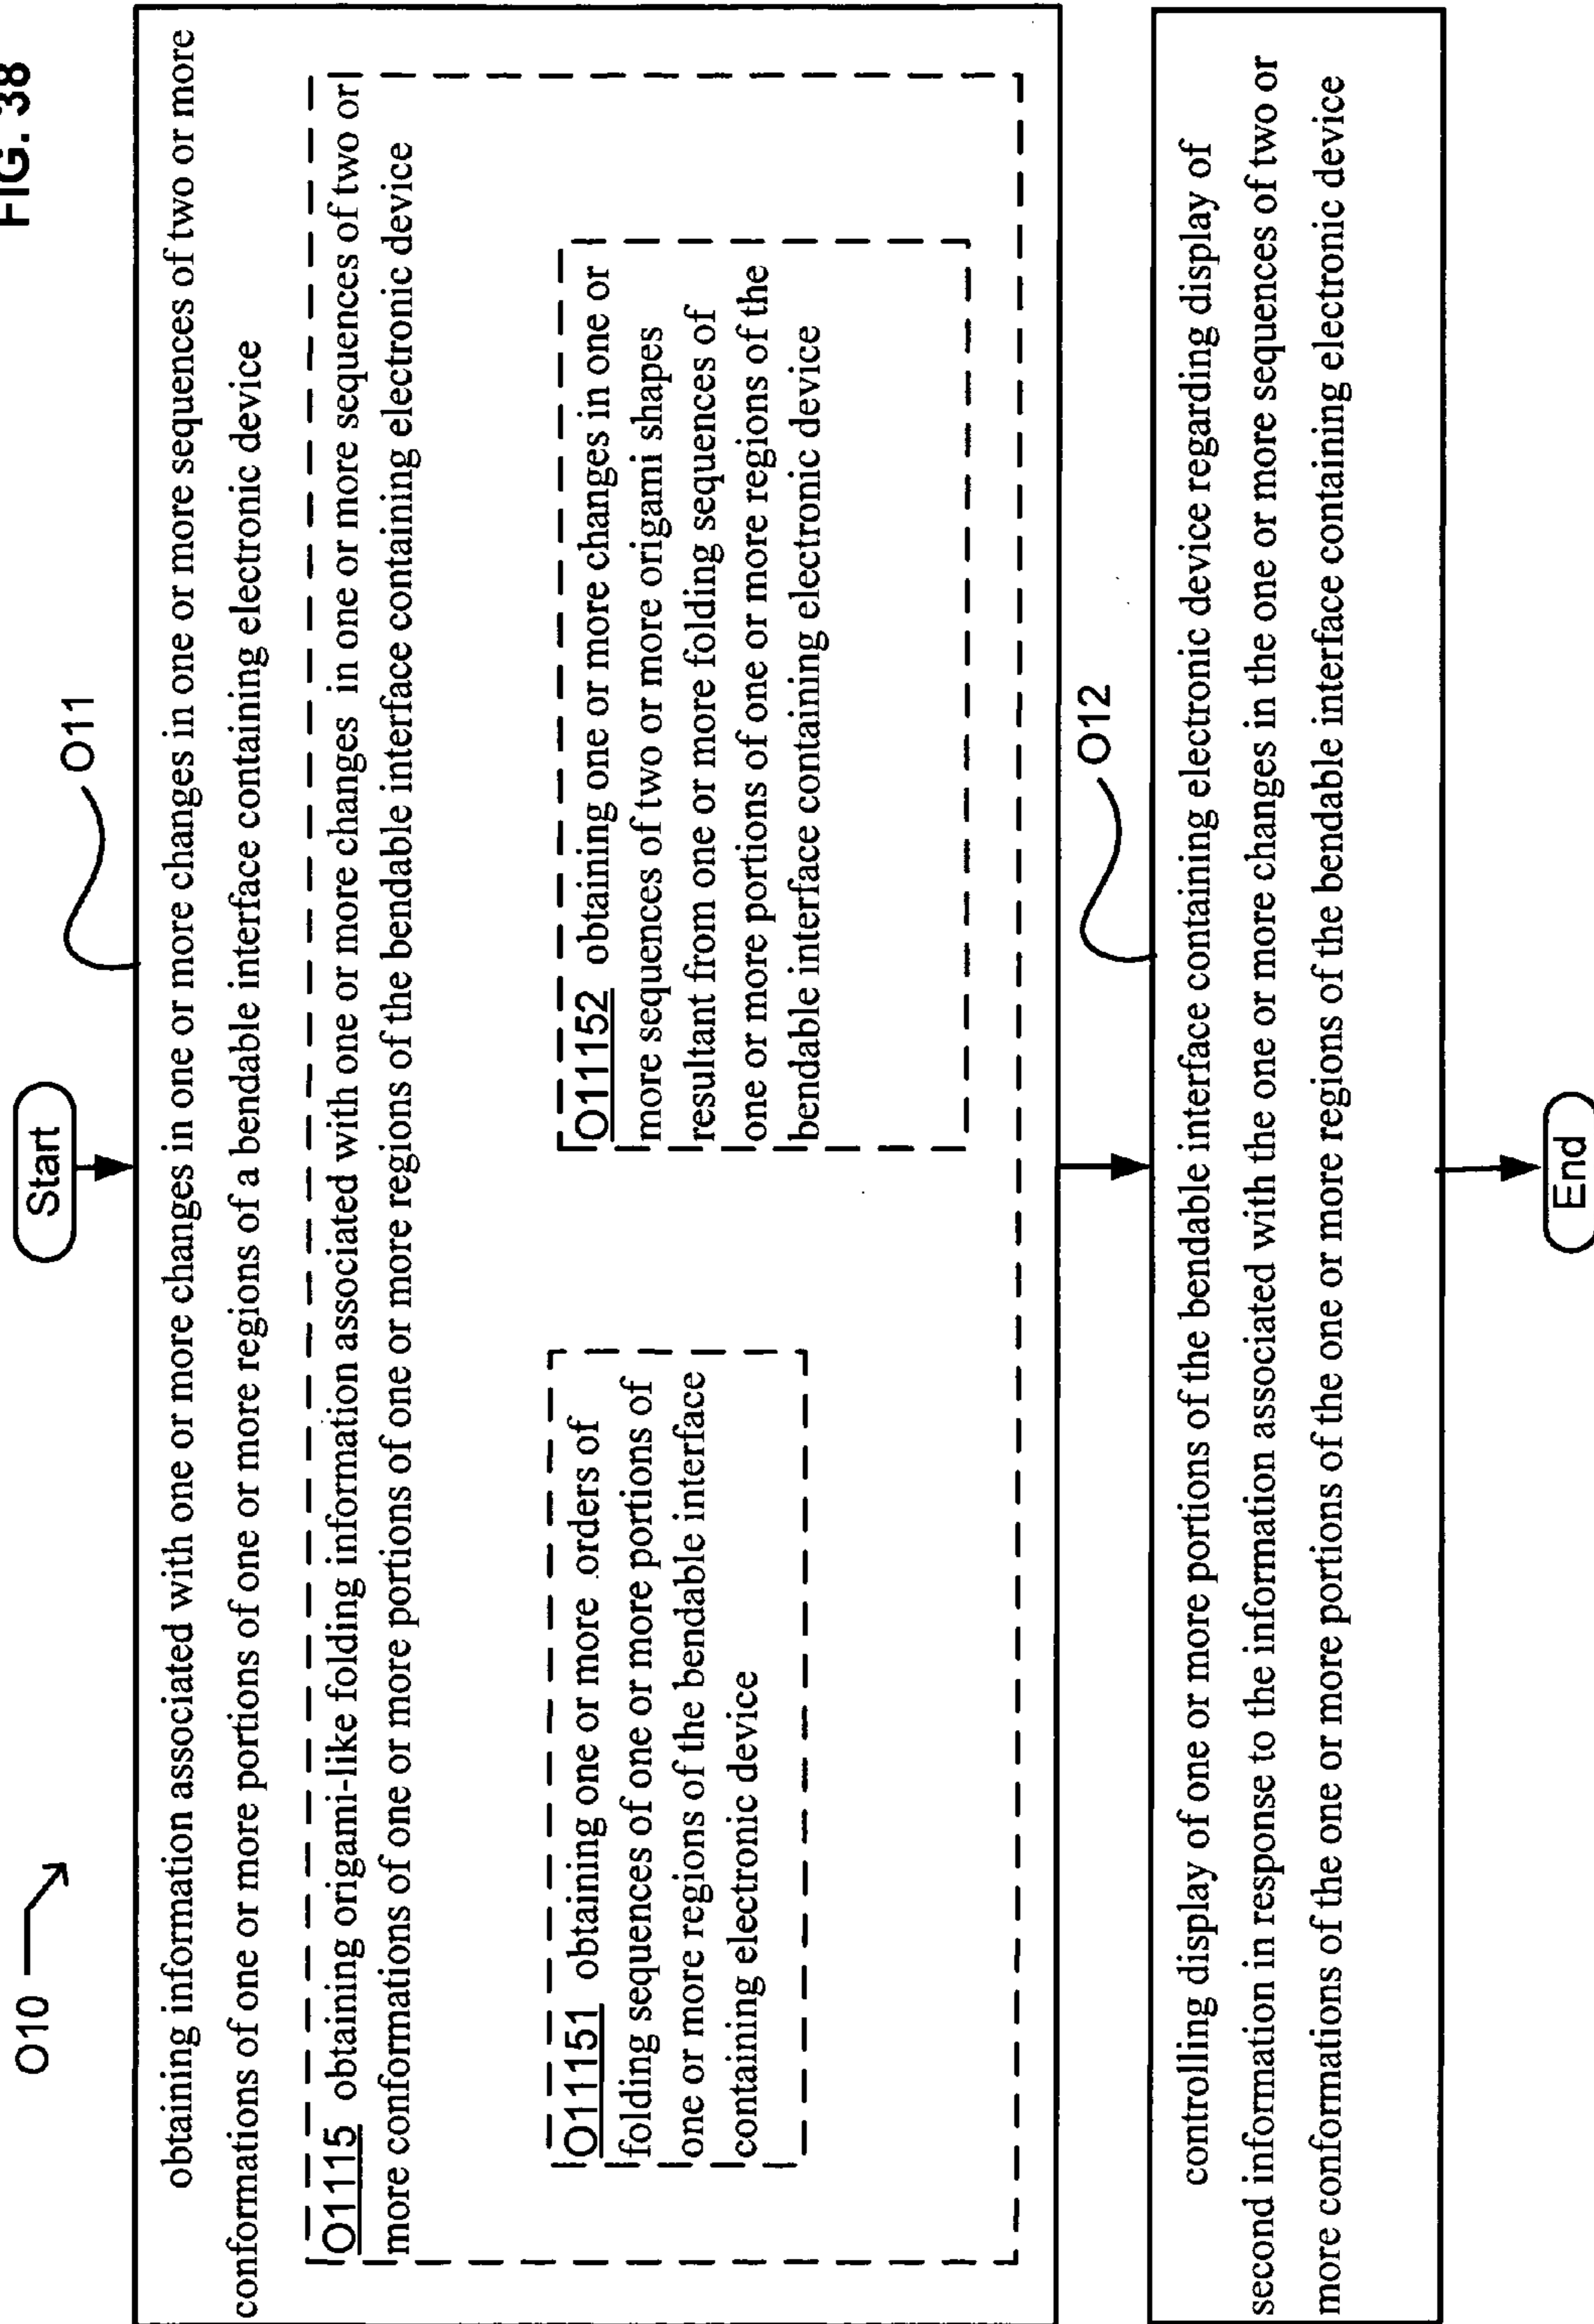 FIG. 38
O10
Start
O11
obtaining information associated with one or more changes in one or more changes in one or more sequences of two or more
conformations of one or more portions of one or more regions of a bendable interface containing electronic device
O1115 obtaining origami-like folding information associated with one or more changes in one or more sequences of two or
more conformations of one or more portions of one or more regions of the bendable interface containing electronic device
O11151 obtaining one or more orders of
folding sequences of one or more portions of
one or more regions of the bendable interface
containing electronic device
O11152 obtaining one or more changes in one or
more sequences of two or more origami shapes
resultant from one or more folding sequences of
one or more portions of one or more regions of the
bendable interface containing electronic device
O12
controlling display of one or more portions of the bendable interface containing electronic device regarding display of
second information in response to the information associated with the one or more changes in the one or more sequences of two or
more conformations of the one or more portions of the one or more regions of the bendable interface containing electronic device
End